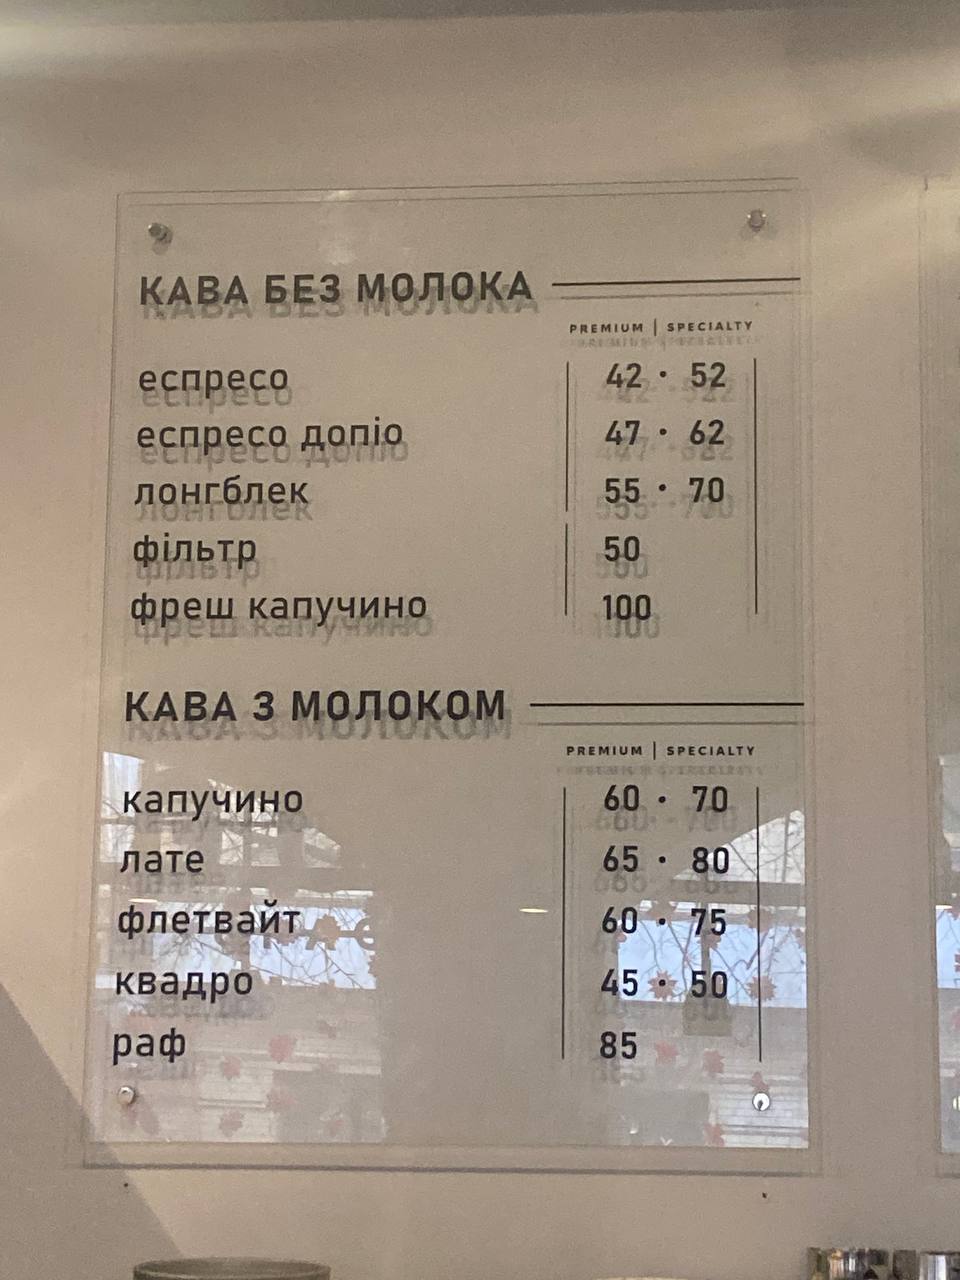 КАВА БЕЗ МОЛОКА
PREMIUM | SPECIALTY
еспресо 42 · 52
еспресо допіо 47 · 62
лонгблек 55 · 70
фільтр 50
фреш капучино 100
КАВА З МОЛОКОМ
PREMIUM | SPECIALTY
капучино 60 · 70
лате 65 · 80
флетвайт 60 · 75
квадро 45 · 50
раф 85